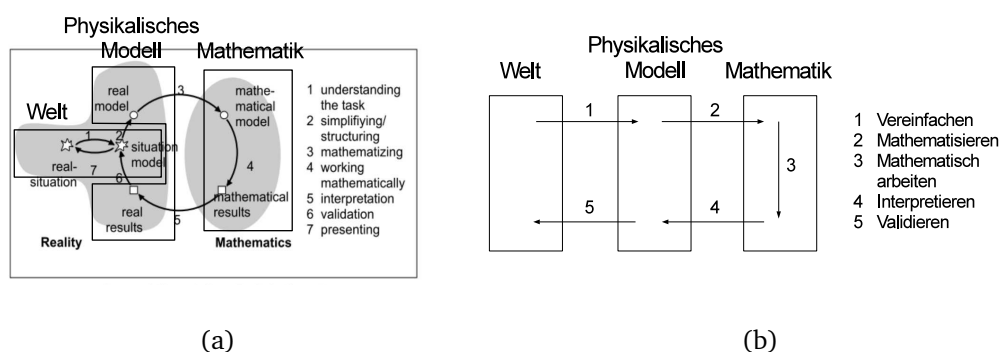 Physikalisches
Modell
Mathematik
Welt
real
model
3
mathe-
matical
model
1
2
situation
model
real-
situation
7
6
4
real
results
5
mathematical
results
Reality
Mathematics
1 understanding
the task
2 simplifiying/
structuring
3 mathematizing
4 working
mathematically
5 interpretation
6 validation
7 presenting
(a)
Physikalisches
Welt
Modell
Mathematik
1
2
3
5
4
1 Vereinfachen
2 Mathematisieren
3 Mathematisch
arbeiten
4 Interpretieren
5 Validieren
(b)